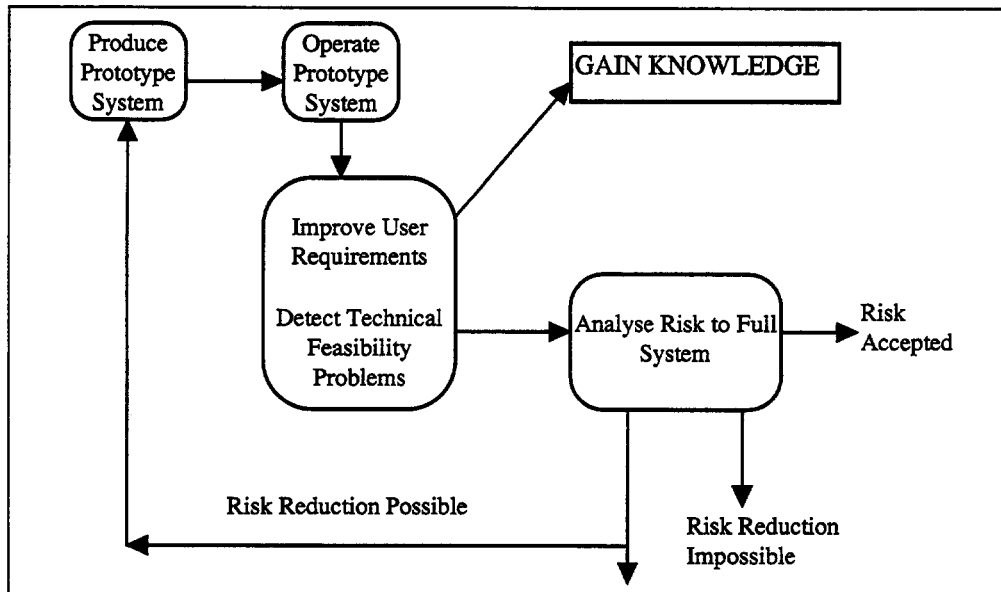 Produce
Prototype
System
Operate
Prototype
System
GAIN KNOWLEDGE
Improve User
Requirements
Detect Technical
Feasibility
Problems
Analyse Risk to Full
System
Risk
Accepted
Risk Reduction Possible
Risk Reduction
Impossible